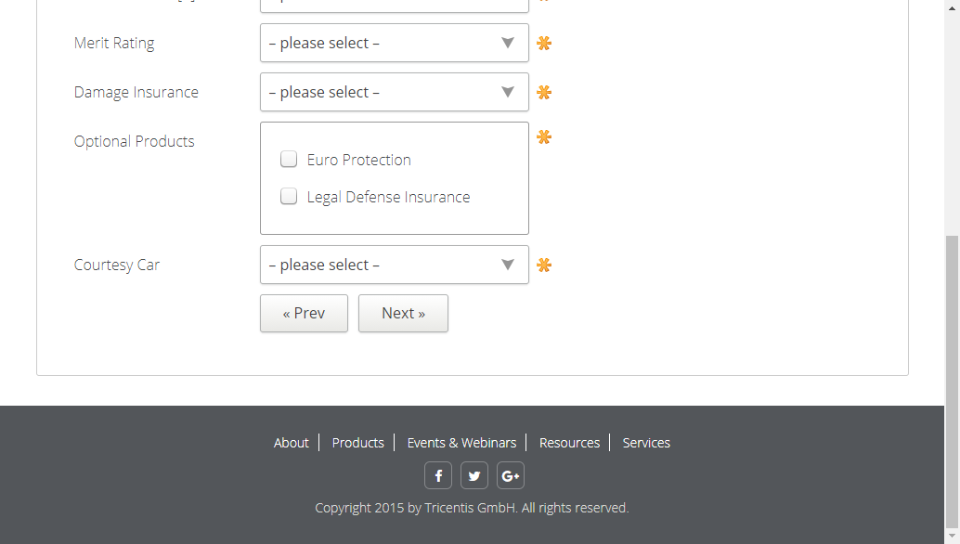 Merit Rating
– please select –
Damage Insurance
– please select –
Optional Products
Euro Protection
Legal Defense Insurance
Courtesy Car
– please select –
« Prev
Next »
About
Products
Events & Webinars
Resources
Services
Copyright 2015 by Tricentis GmbH. All rights reserved.